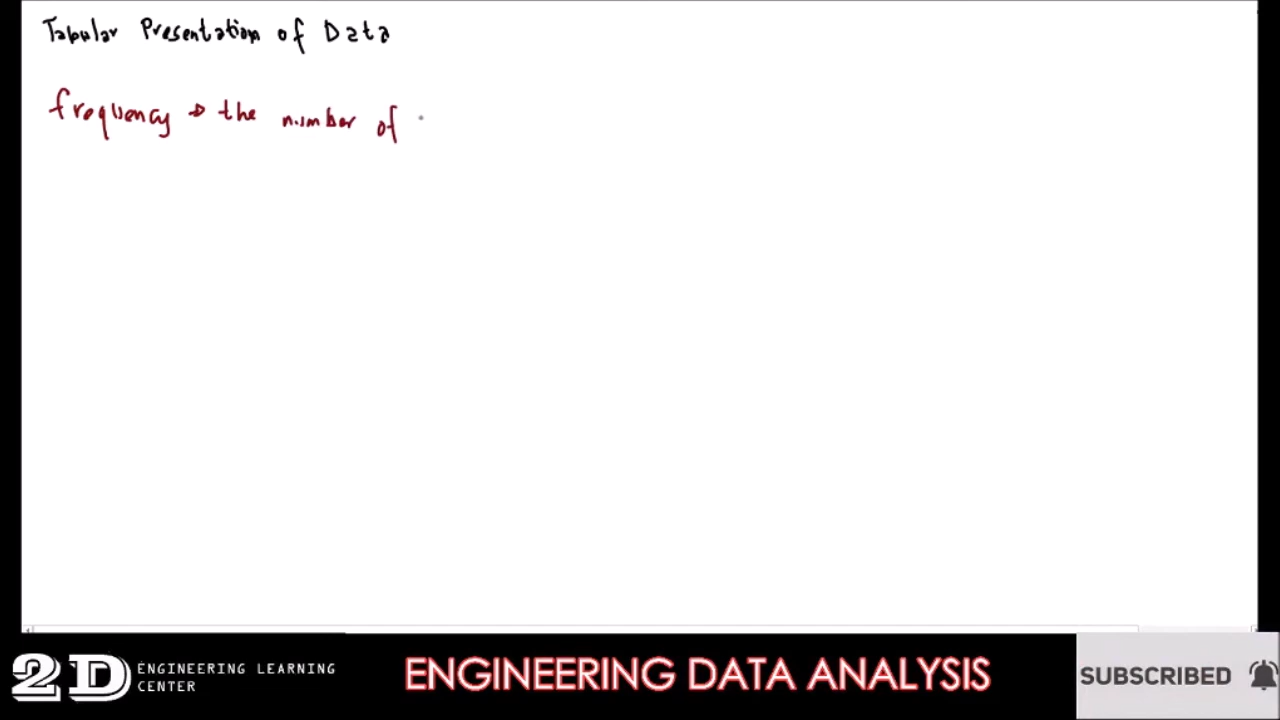 Tabular Presentation of Data
frequency → the number of
2D ENGINEERING LEARNING
CENTER
ENGINEERING DATA ANALYSIS
SUBSCRIBED